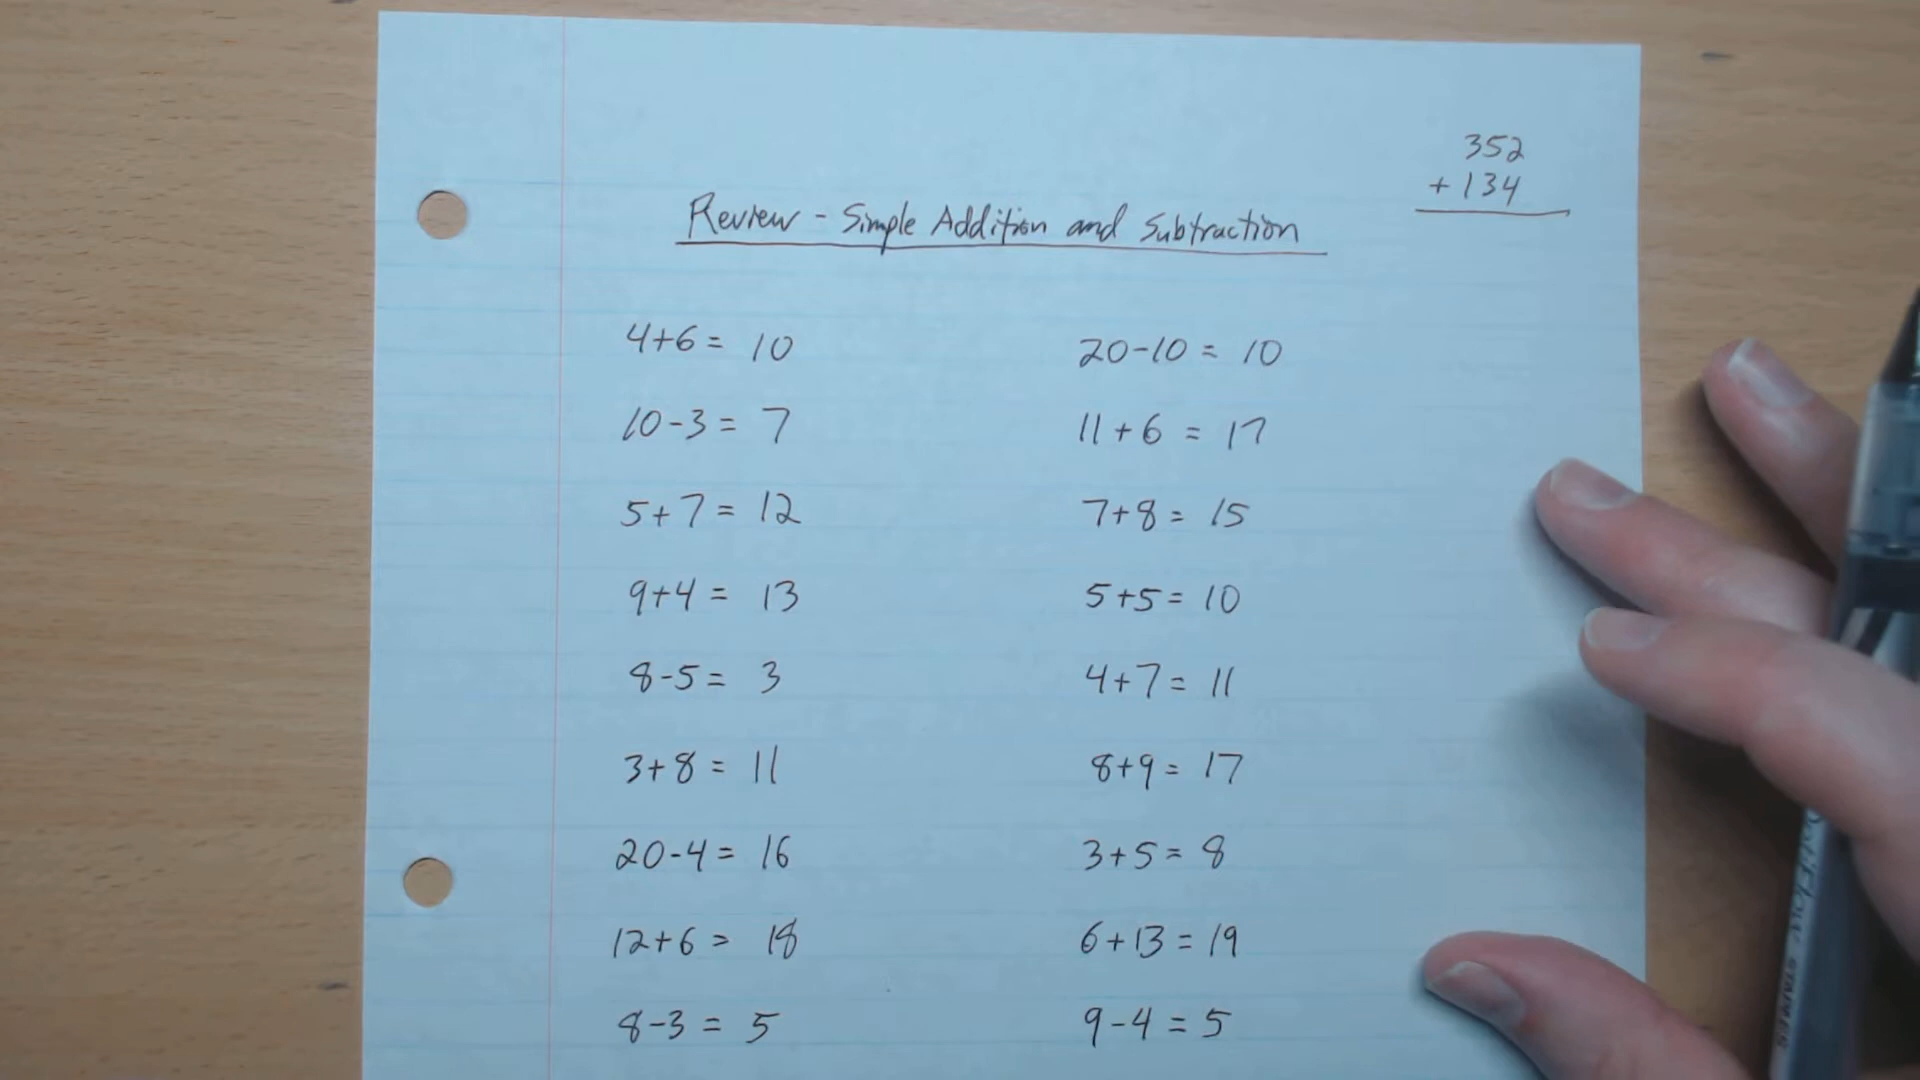 352
+ 134
Review - Simple Addition and Subtraction
4+6 = 10
10-3 = 7
5+7 = 12
9+4 = 13
8-5 = 3
3+8 = 11
20-4 = 16
12+6 = 18
8-3 = 5
20-10 = 10
11+6 = 17
7+8 = 15
5+5 = 10
4+7 = 11
8+9 = 17
3+5 = 8
6+13 = 19
9-4 = 5